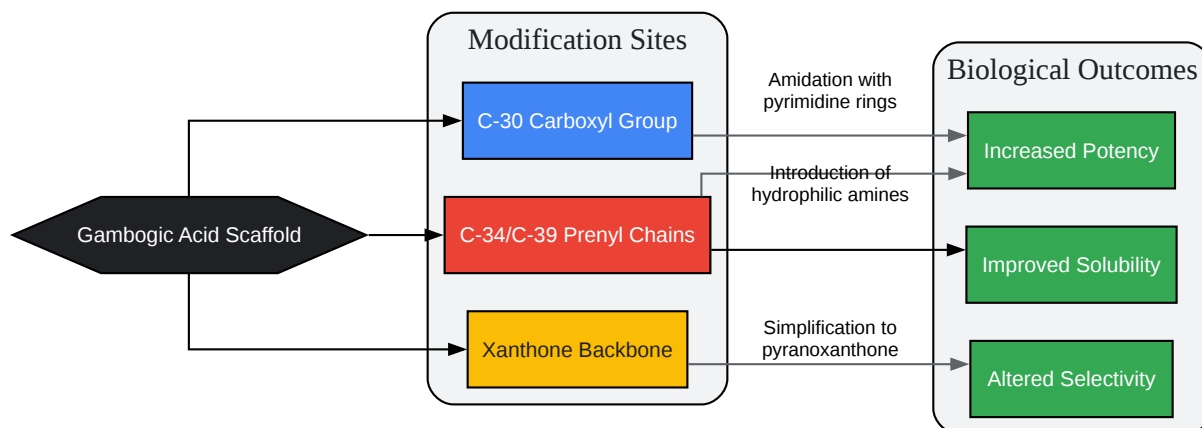 Modification Sites
Biological Outcomes
Gambogic Acid Scaffold
C-30 Carboxyl Group
C-34/C-39 Prenyl Chains
Xanthone Backbone
Amidation with
pyrimidine rings
Introduction of
hydrophilic amines
Simplification to
pyranoxanthone
Increased Potency
Improved Solubility
Altered Selectivity